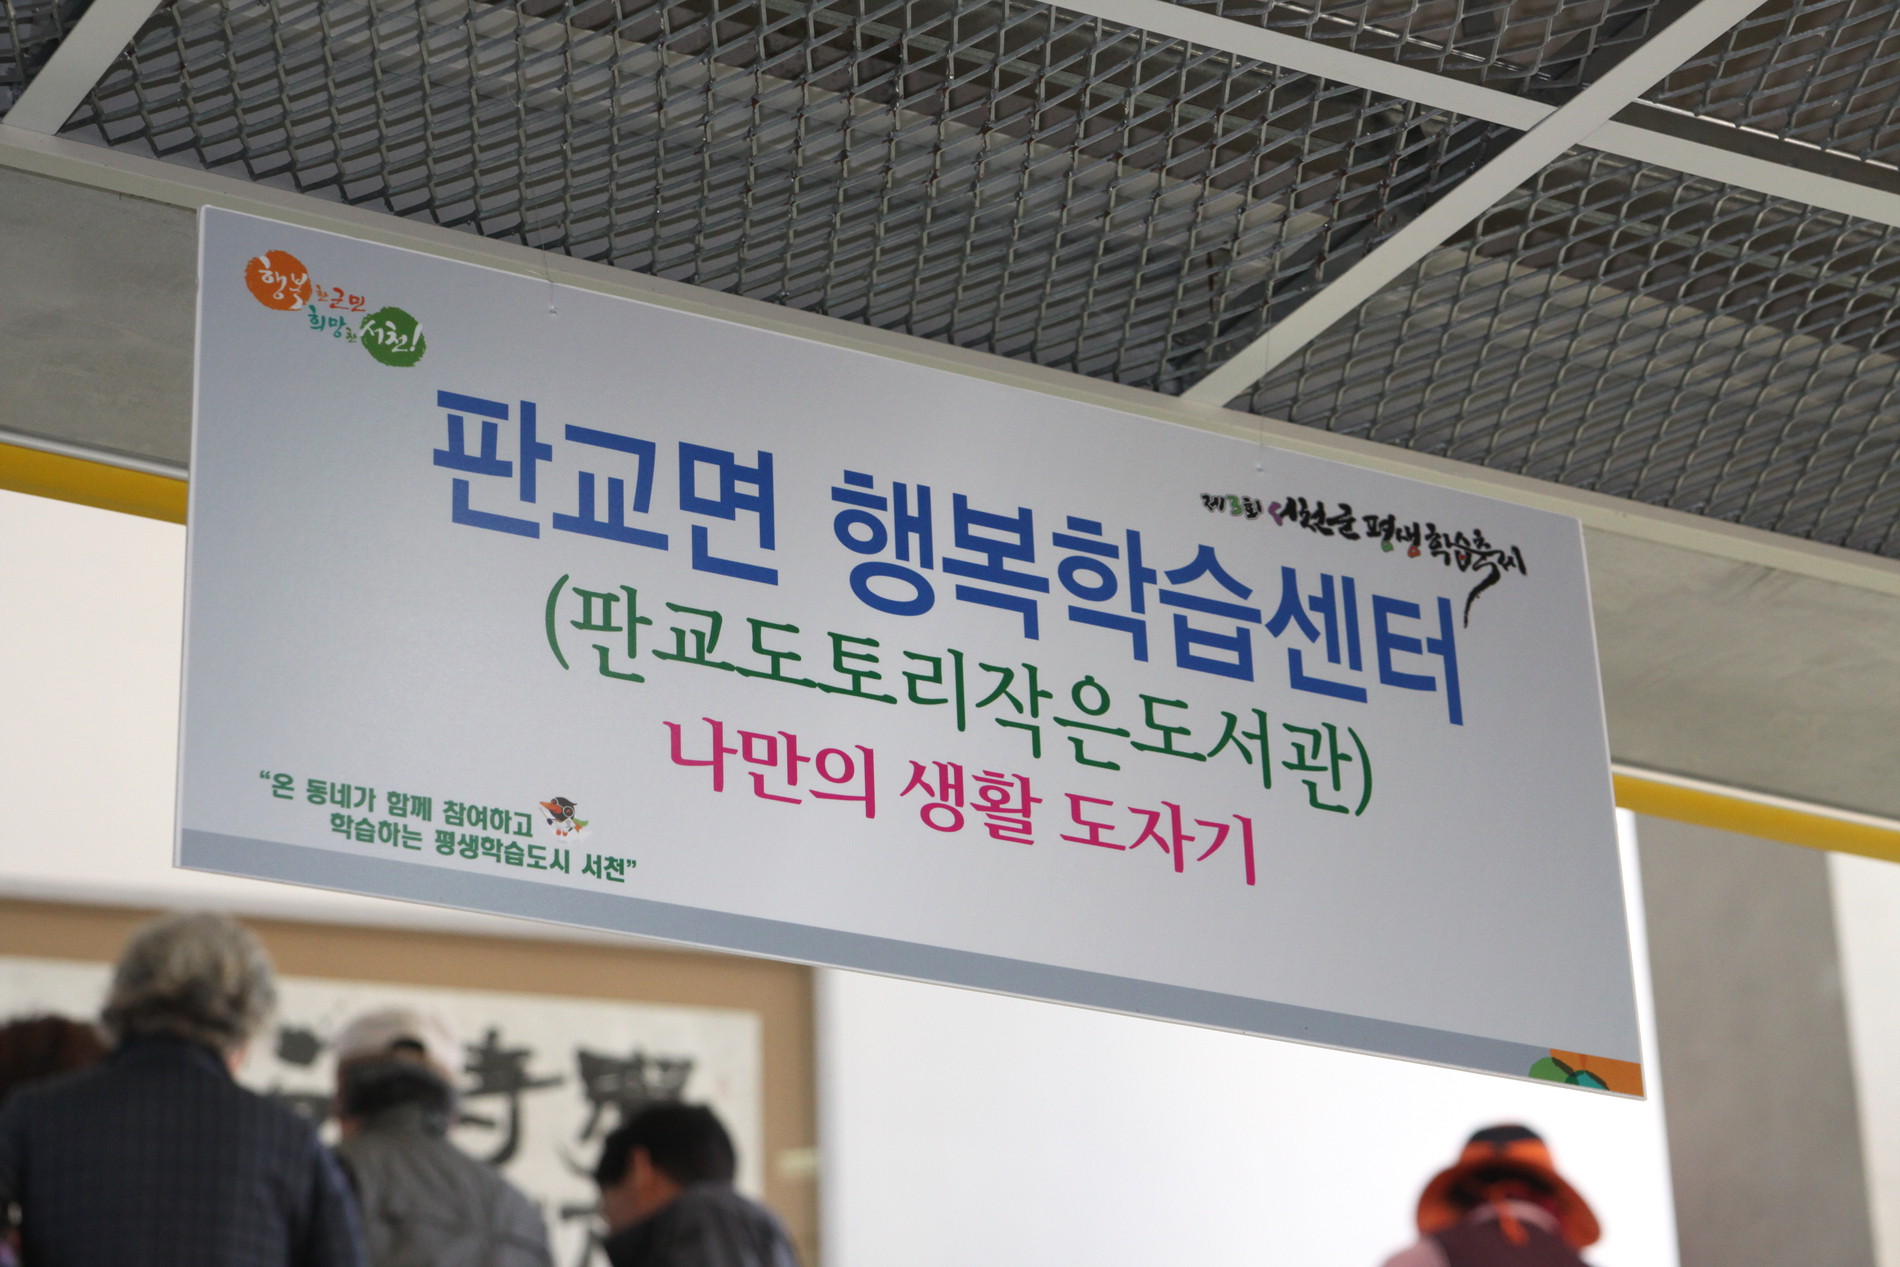 행복한 군민
희망찬 서천!
제3회 서천군 평생학습축제
판교면 행복학습센터
(판교도토리작은도서관)
나만의 생활 도자기
“온 동네가 함께 참여하고
학습하는 평생학습도시 서천”